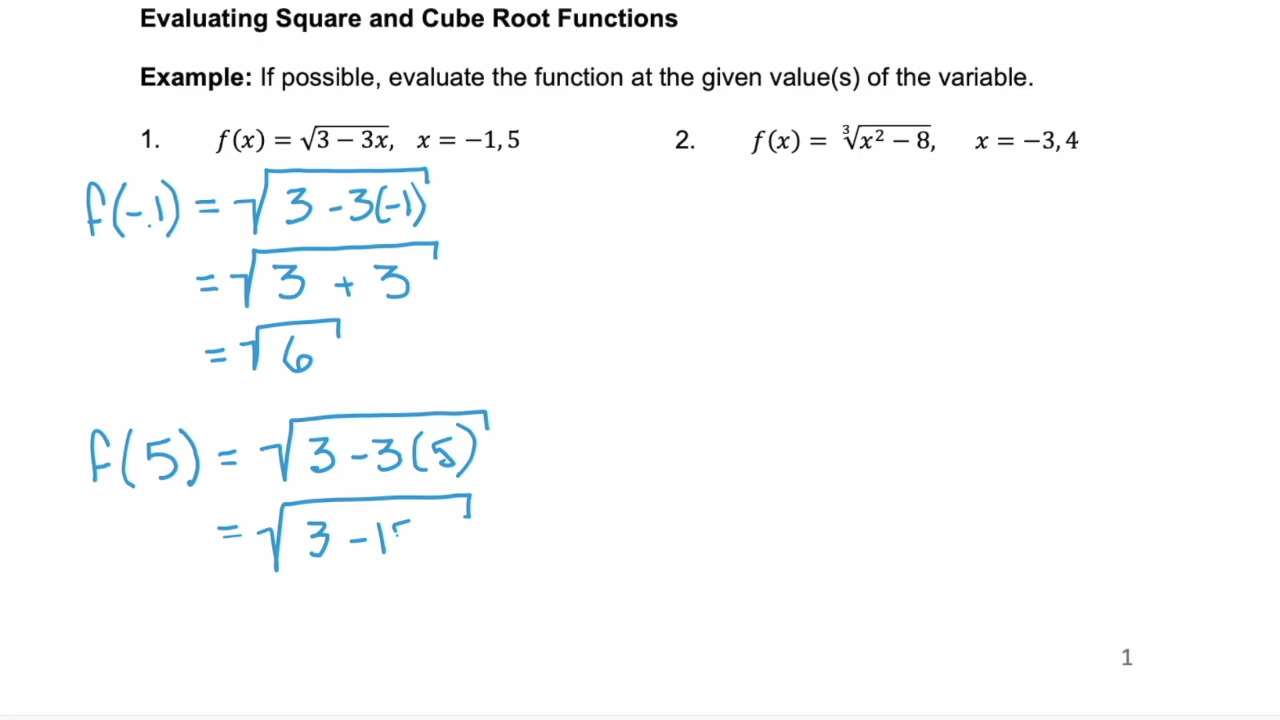 Evaluating Square and Cube Root Functions
Example: If possible, evaluate the function at the given value(s) of the variable.
1. f(x) = √(3 − 3x), x = −1, 5
2. f(x) = ∛(x² − 8), x = −3, 4
f(-1) = √(3 - 3(-1))
= √(3 + 3)
= √6
f(5) = √(3 - 3(5))
= √(3 - 15)
1